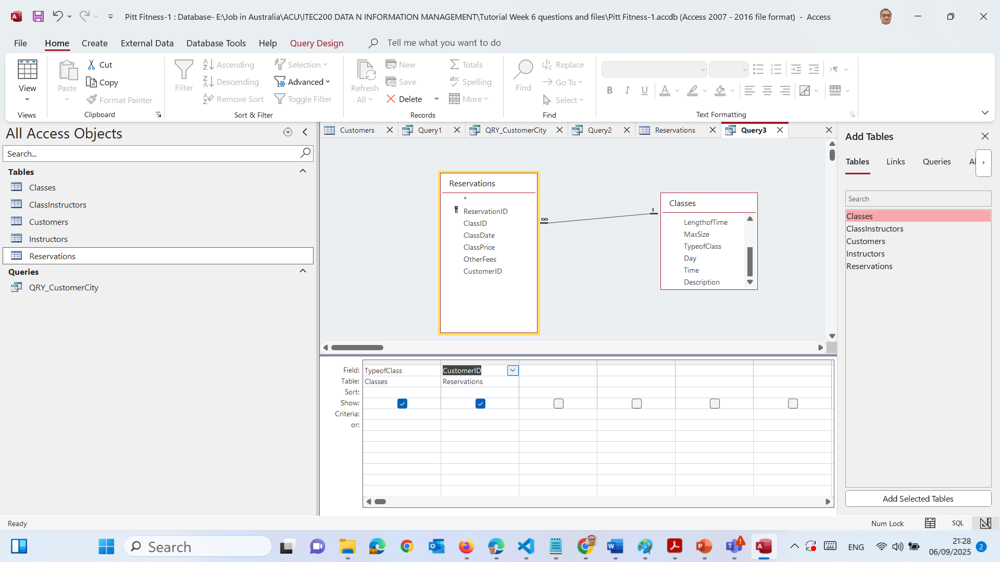 Pitt Fitness-1 : Database- E:\Job in Australia\ACU\ITEC200 DATA N INFORMATION MANAGEMENT\Tutorial Week 6 questions and files\Pitt Fitness-1.accdb (Access 2007 - 2016 file format) - Access
File Home Create External Data Database Tools Help Query Design Tell me what you want to do
View
Views
Paste
Cut
Copy
Format Painter
Clipboard
Filter
Ascending
Descending
Remove Sort
Selection
Advanced
Toggle Filter
Sort & Filter
Refresh
All
New
Save
Delete
Totals
Spelling
More
Records
Find
Replace
Go To
Select
Find
B I U A
Text Formatting
All Access Objects
Search...
Tables
Classes
ClassInstructors
Customers
Instructors
Reservations
Queries
QRY_CustomerCity
Customers Query1 QRY_CustomerCity Query2 Reservations Query3
Reservations
*
ReservationID
ClassID
ClassDate
ClassPrice
OtherFees
CustomerID
∞
1
Classes
LengthofTime
MaxSize
TypeofClass
Day
Time
Description
Field: TypeofClass CustomerID
Table: Classes Reservations
Sort:
Show:
Criteria:
or:
Add Tables
Tables Links Queries
Search
Classes
ClassInstructors
Customers
Instructors
Reservations
Add Selected Tables
Ready
Num Lock
SQL
Search
ENG
21:28
06/09/2025
2